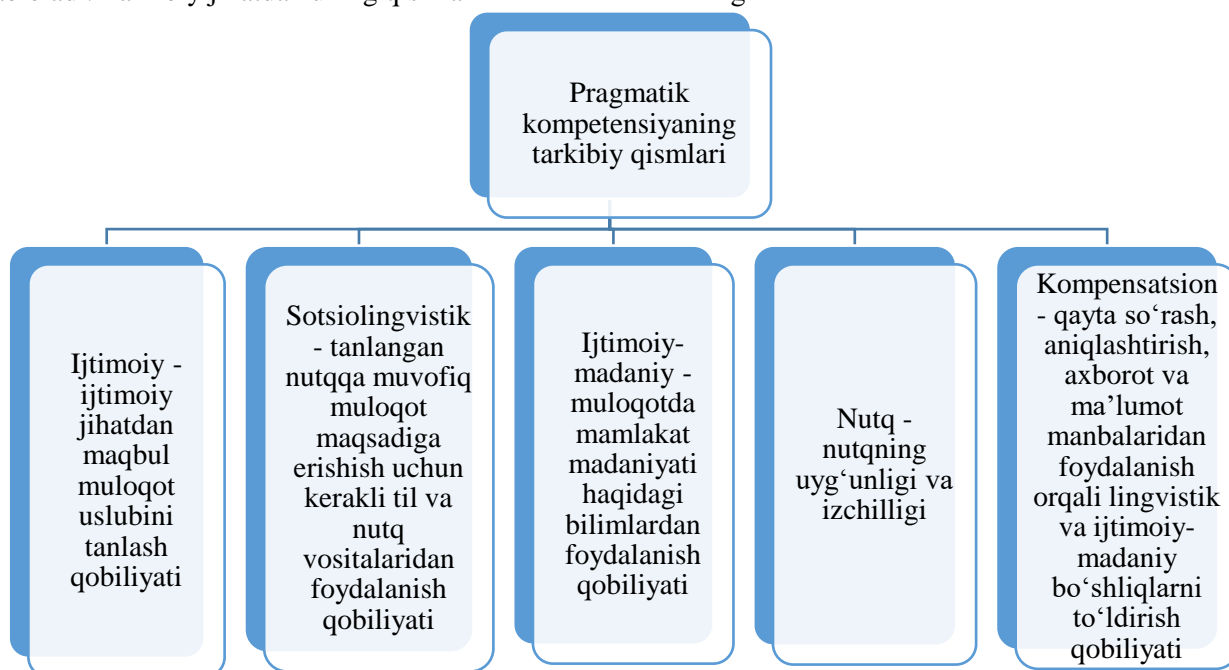 Pragmatik
kompetensiyaning
tarkibiy qismlari
Ijtimoiy -
ijtimoiy
jihatdan
maqbul
muloqot
uslubini
tanlash
qobiliyati
Sotsiolingvistik
- tanlangan
nutqqa muvofiq
muloqot
maqsadiga
erishish uchun
kerakli til va
nutq
vositalaridan
foydalanish
qobiliyati
Ijtimoiy-
madaniy -
muloqotda
mamlakat
madaniyati
haqidagi
bilimlardan
foydalanish
qobiliyati
Nutq -
nutqning
uyg‘unligi va
izchilligi
Kompensatsion
- qayta so‘rash,
aniqlashtirish,
axborot va
ma’lumot
manbalaridan
foydalanish
orqali lingvistik
va ijtimoiy-
madaniy
bo‘shliqlarni
to‘ldirish
qobiliyati